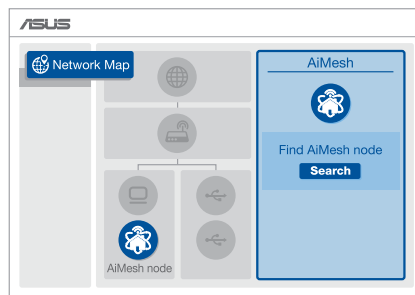 ASUS
Network Map
AiMesh
Find AiMesh node
Search
AiMesh node